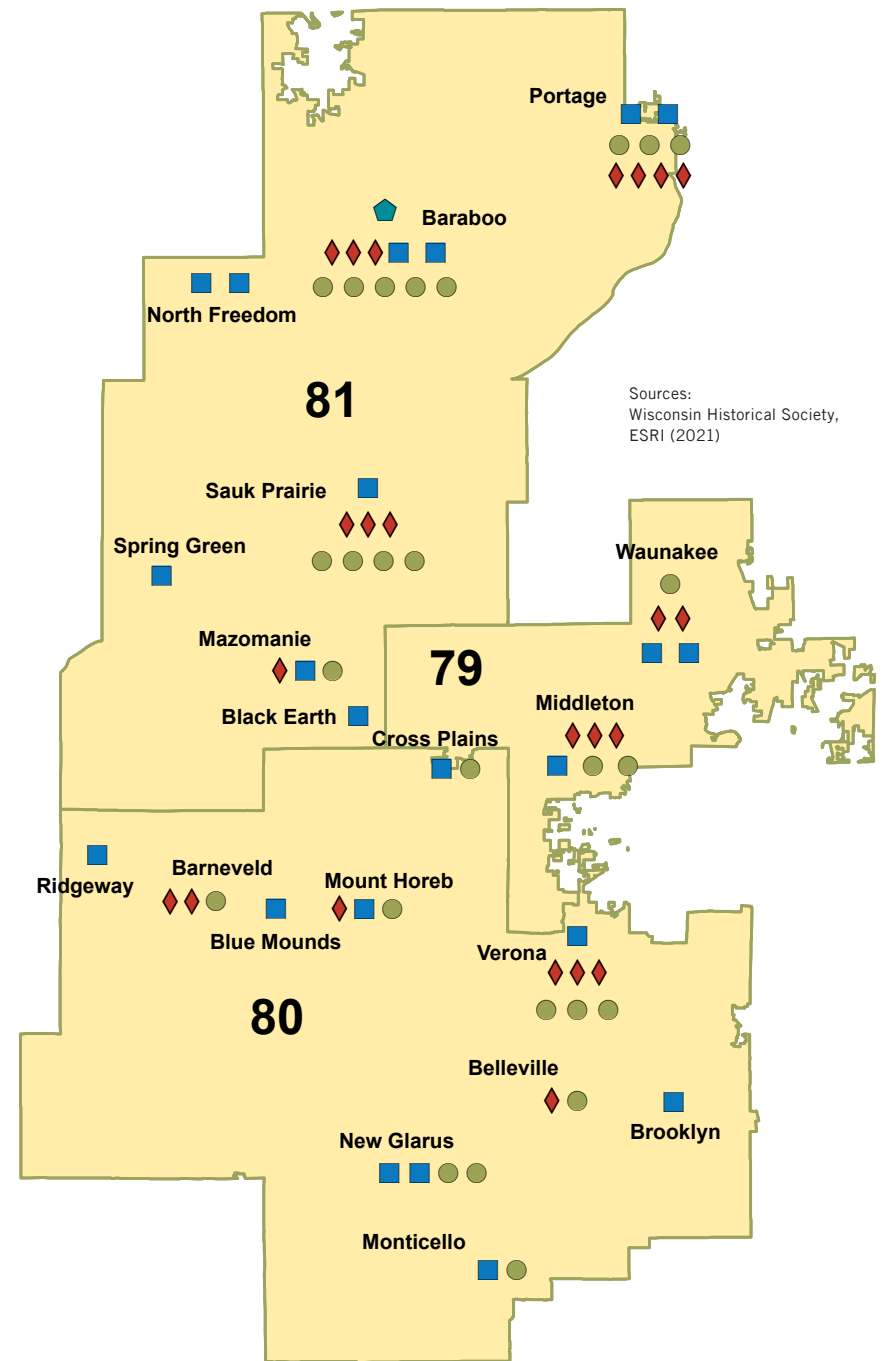 Portage
Baraboo
North Freedom
81
Sources:
Wisconsin Historical Society,
ESRI (2021)
Sauk Prairie
Spring Green
Waunakee
Mazomanie
79
Middleton
Black Earth
Cross Plains
Barneveld
Mount Horeb
Ridgeway
Blue Mounds
Verona
80
Belleville
Brooklyn
New Glarus
Monticello